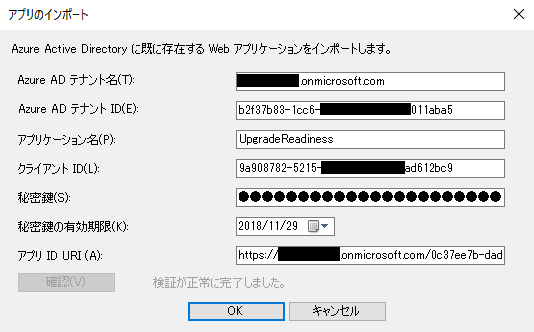 アプリのインポート
Azure Active Directory に既に存在する Web アプリケーションをインポートします。
Azure AD テナント名(T): .onmicrosoft.com
Azure AD テナント ID(E): b2f37b83-1cc6- 011aba5
アプリケーション名(P): UpgradeReadiness
クライアント ID(L): 9a908782-5215- ad612bc9
秘密鍵(S): ●●●●●●●●●●●●●●●●●●●●●●
秘密鍵の有効期限(K): 2018/11/29
アプリ ID URI (A): https:// .onmicrosoft.com/0c37ee7b-dad
確認(V) 検証が正常に完了しました。
OK キャンセル